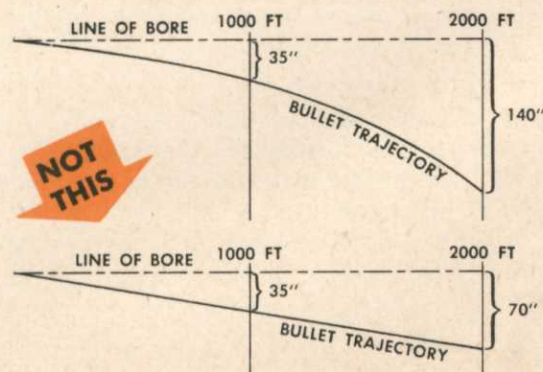 1000 FT
2000 FT
LINE OF BORE
35"
BULLET TRAJECTORY
140"
NOT
THIS
1000 FT
2000 FT
LINE OF BORE
35"
70"
BULLET TRAJECTORY